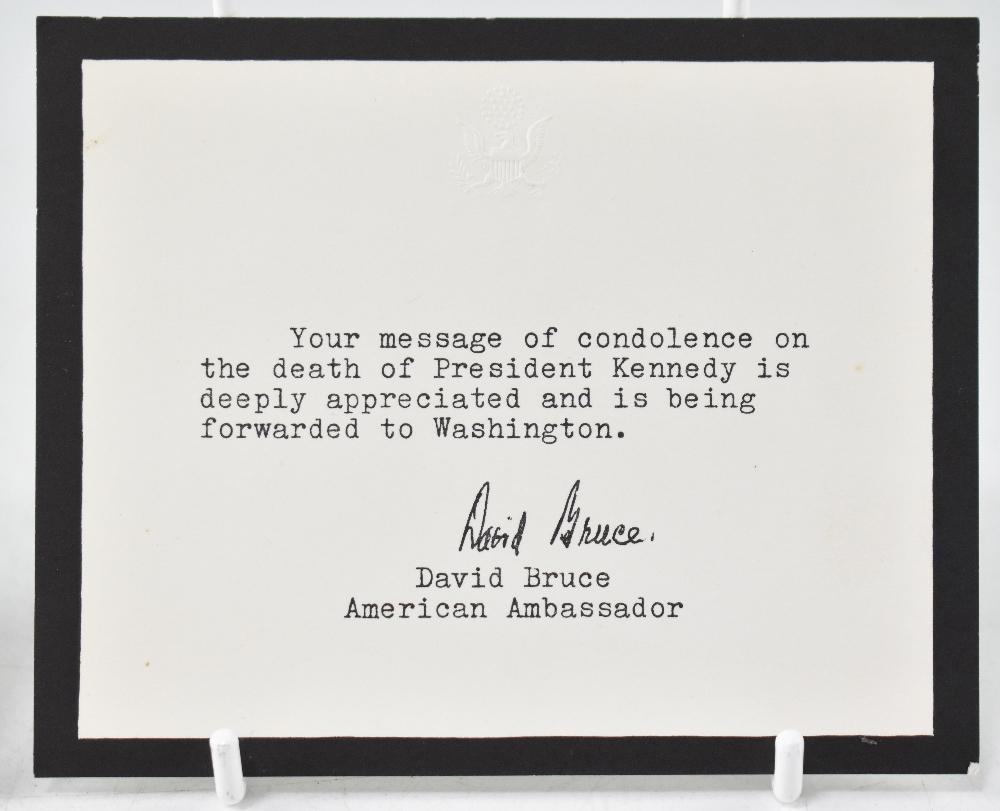 Your message of condolence on
the death of President Kennedy is
deeply appreciated and is being
forwarded to Washington.
David Bruce.
David Bruce
American Ambassador